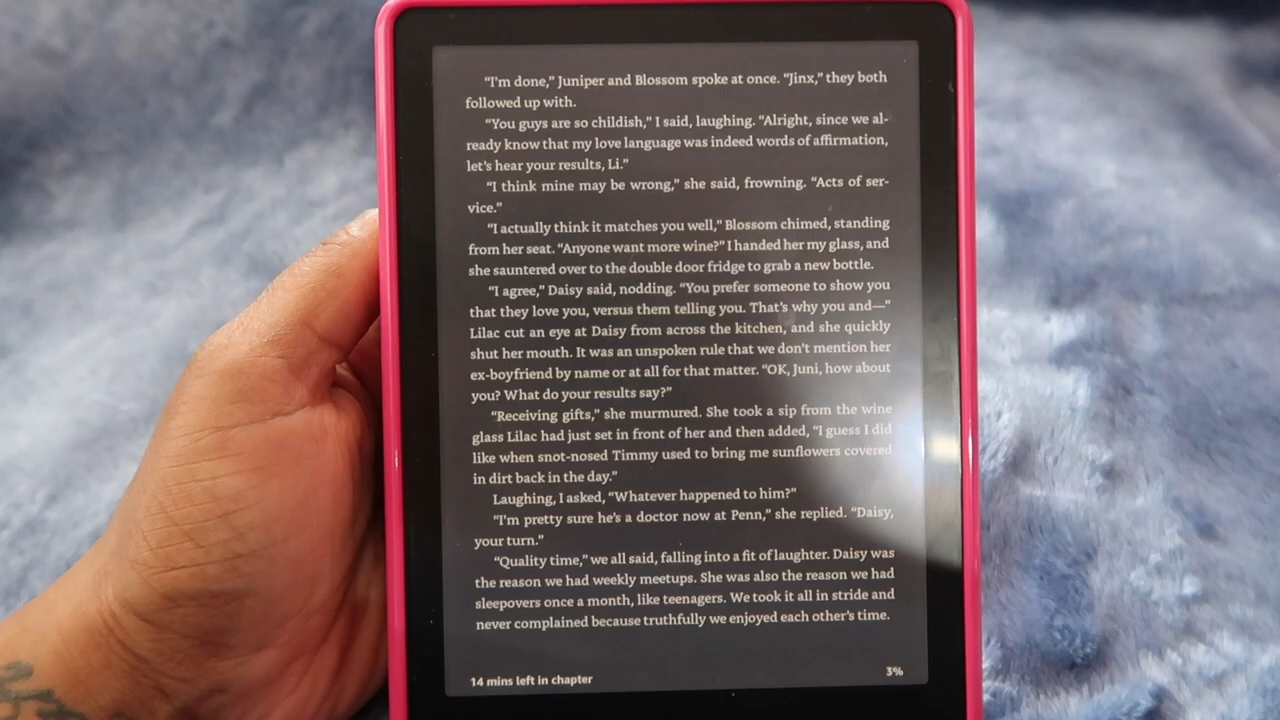 “I'm done,” Juniper and Blossom spoke at once. “Jinx,” they both
followed up with.
“You guys are so childish,” I said, laughing. “Alright, since we al-
ready know that my love language was indeed words of affirmation,
let's hear your results, Li.”
“I think mine may be wrong,” she said, frowning. “Acts of ser-
vice.”
“I actually think it matches you well,” Blossom chimed, standing
from her seat. “Anyone want more wine?” I handed her my glass, and
she sauntered over to the double door fridge to grab a new bottle.
“I agree,” Daisy said, nodding. “You prefer someone to show you
that they love you, versus them telling you. That's why you and—”
Lilac cut an eye at Daisy from across the kitchen, and she quickly
shut her mouth. It was an unspoken rule that we don't mention her
ex-boyfriend by name or at all for that matter. “OK, Juni, how about
you? What do your results say?”
“Receiving gifts,” she murmured. She took a sip from the wine
glass Lilac had just set in front of her and then added, “I guess I did
like when snot-nosed Timmy used to bring me sunflowers covered
in dirt back in the day.”
Laughing, I asked, “Whatever happened to him?”
“I'm pretty sure he's a doctor now at Penn,” she replied. “Daisy,
your turn.”
“Quality time,” we all said, falling into a fit of laughter. Daisy was
the reason we had weekly meetups. She was also the reason we had
sleepovers once a month, like teenagers. We took it all in stride and
never complained because truthfully we enjoyed each other's time.
14 mins left in chapter
3%